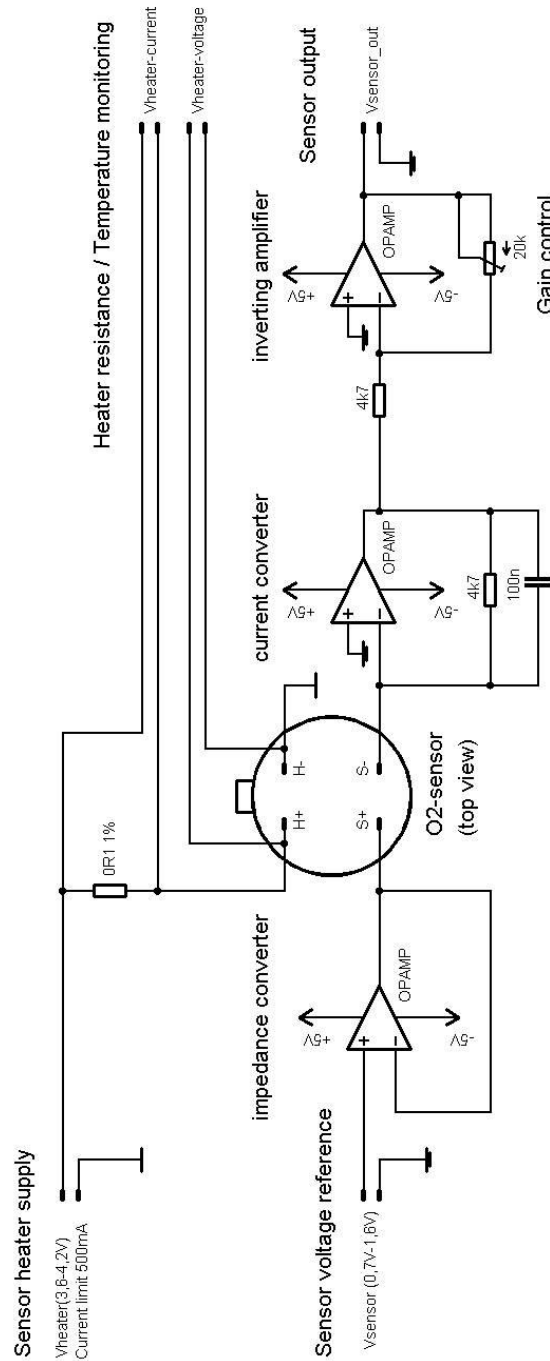 Sensor heater supply
Vheater(3,6-4,2V)
Current limit 500mA
0R1 1%
Heater resistance / Temperature monitoring
Vheater-current
Vheater-voltage
Sensor voltage reference
Vsensor (0,7V-1,6V)
impedance converter
+5V
+
-
-5V
OPAMP
H+
H-
S+
S-
O2-sensor
(top view)
current converter
+5V
+
-
-5V
OPAMP
4k7
100n
4k7
inverting amplifier
+5V
+
-
-5V
OPAMP
20k
Gain control
Sensor output
Vsensor_out